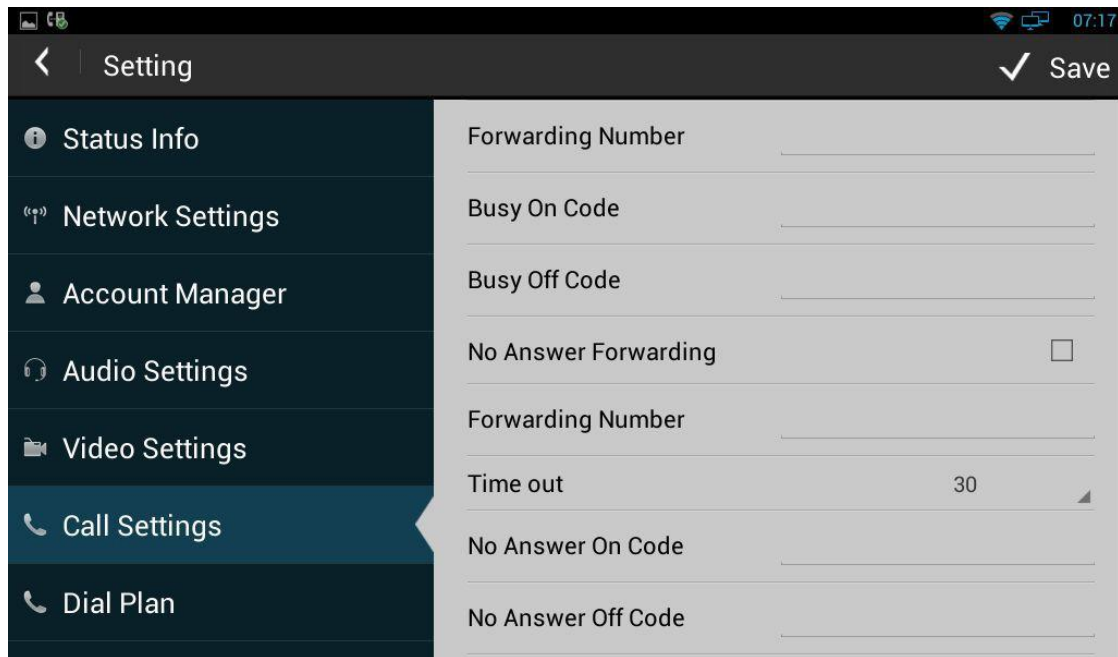 07:17
Setting
Save
Status Info
Network Settings
Account Manager
Audio Settings
Video Settings
Call Settings
Dial Plan
Forwarding Number
Busy On Code
Busy Off Code
No Answer Forwarding
Forwarding Number
Time out 30
No Answer On Code
No Answer Off Code